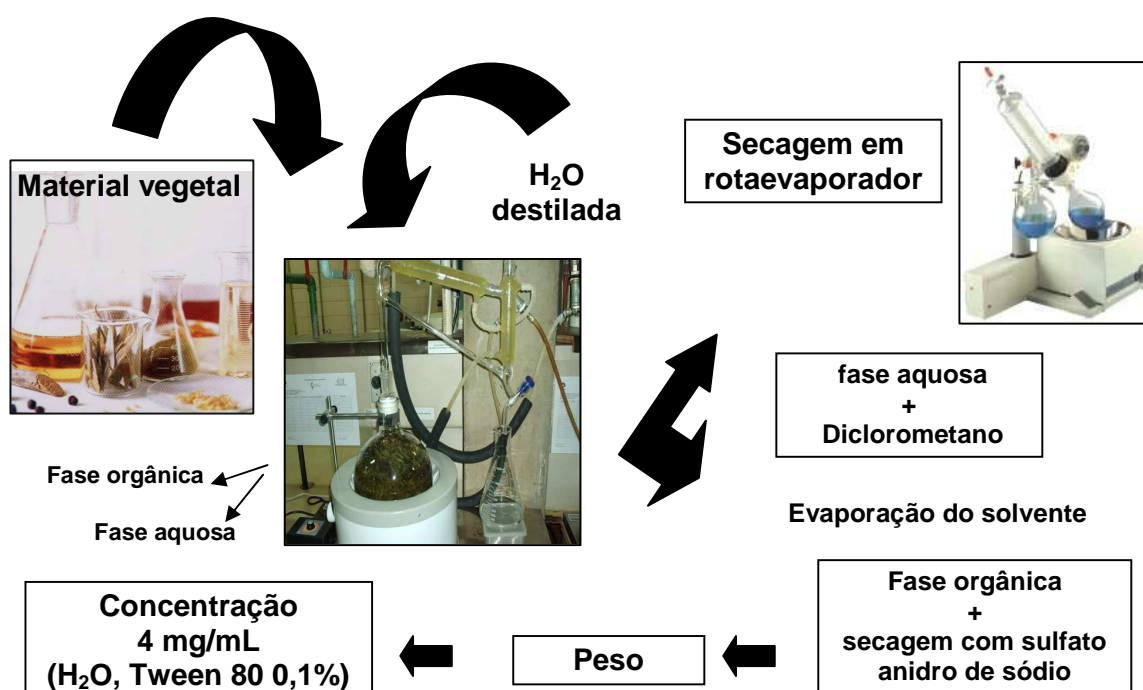 Material vegetal
H₂O
destilada
Secagem em
rotaevaporador
fase aquosa
+
Diclorometano
Fase orgânica
Fase aquosa
Evaporação do solvente
Fase orgânica
+
secagem com sulfato
anidro de sódio
Peso
Concentração
4 mg/mL
(H₂O, Tween 80 0,1%)